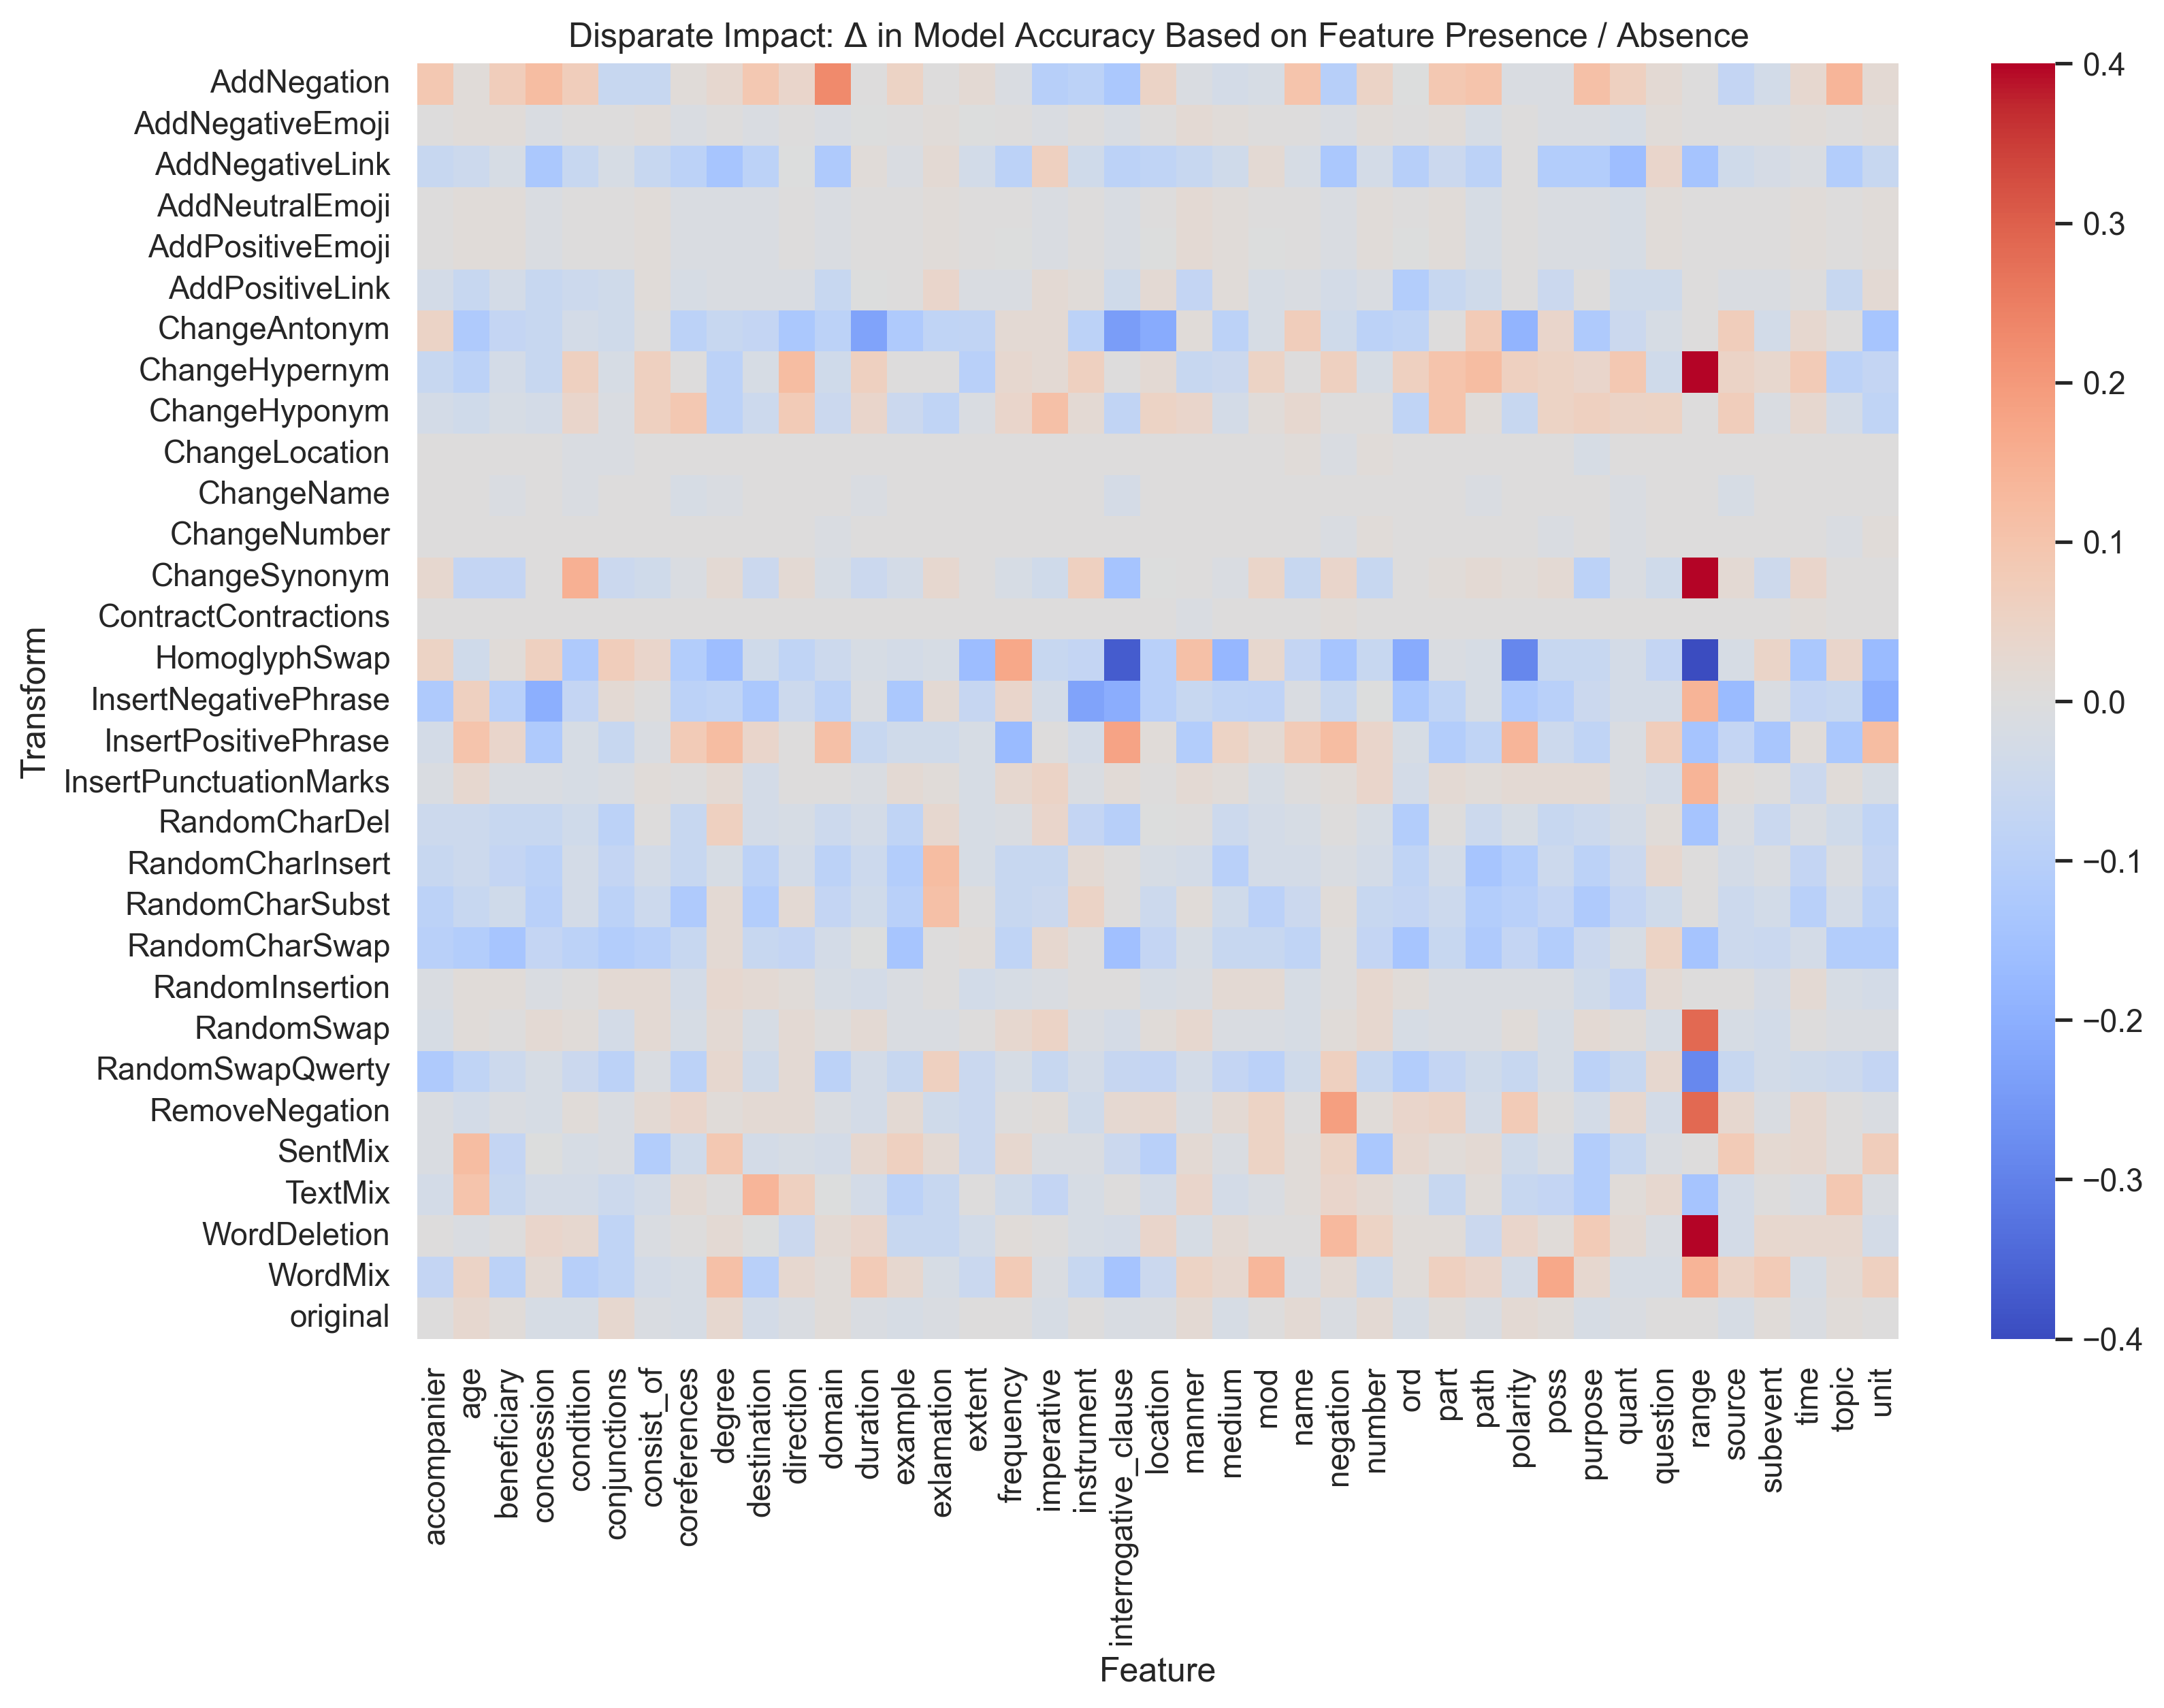 Disparate Impact: Δ in Model Accuracy Based on Feature Presence / Absence
Transform
AddNegation
AddNegativeEmoji
AddNegativeLink
AddNeutralEmoji
AddPositiveEmoji
AddPositiveLink
ChangeAntonym
ChangeHypernym
ChangeHyponym
ChangeLocation
ChangeName
ChangeNumber
ChangeSynonym
ContractContractions
HomoglyphSwap
InsertNegativePhrase
InsertPositivePhrase
InsertPunctuationMarks
RandomCharDel
RandomCharInsert
RandomCharSubst
RandomCharSwap
RandomInsertion
RandomSwap
RandomSwapQwerty
RemoveNegation
SentMix
TextMix
WordDeletion
WordMix
original
accompanier
age
beneficiary
concession
condition
conjunctions
consist_of
coreferences
degree
destination
direction
domain
duration
example
exlamation
extent
frequency
imperative
instrument
interrogative_clause
location
manner
medium
mod
name
negation
number
ord
part
path
polarity
poss
purpose
quant
question
range
source
subevent
time
topic
unit
Feature
0.4
0.3
0.2
0.1
0.0
−0.1
−0.2
−0.3
−0.4